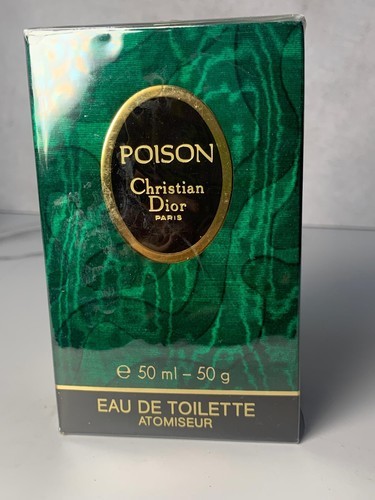 POISON
Christian
Dior
PARIS
℮ 50 ml - 50 g
EAU DE TOILETTE
ATOMISEUR